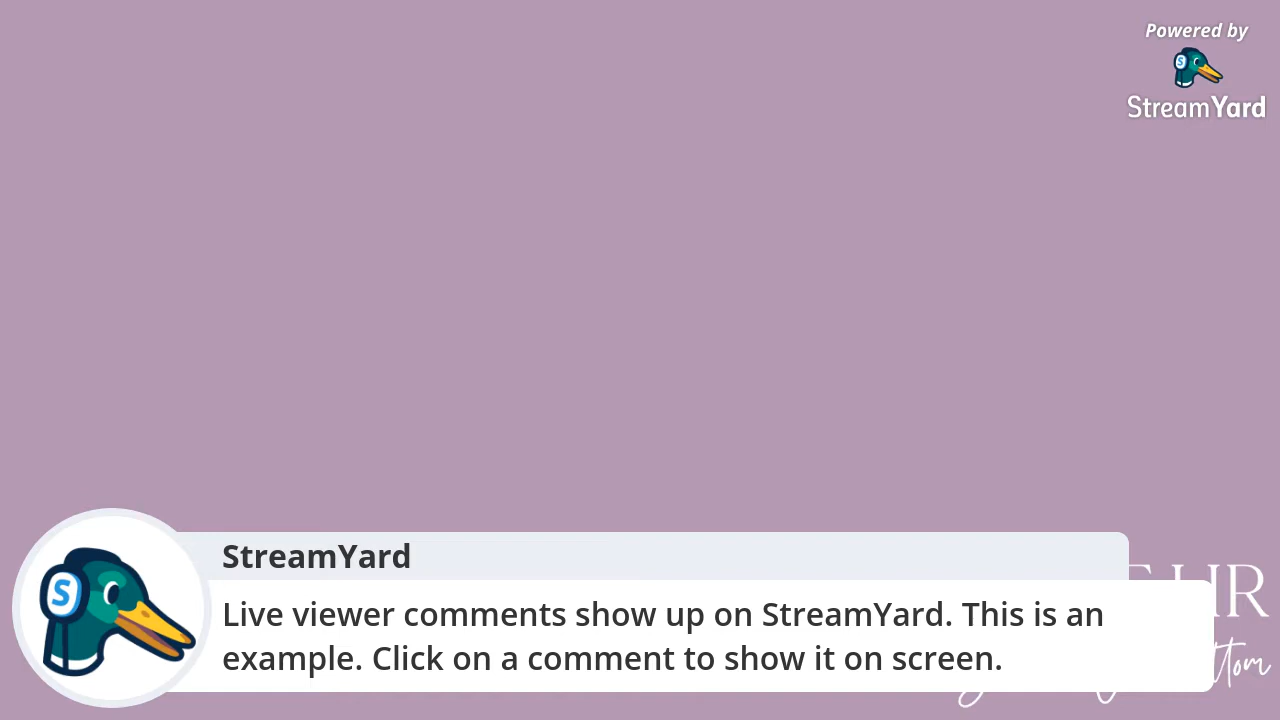 Powered by
StreamYard
StreamYard
HR
Live viewer comments show up on StreamYard. This is an
example. Click on a comment to show it on screen.